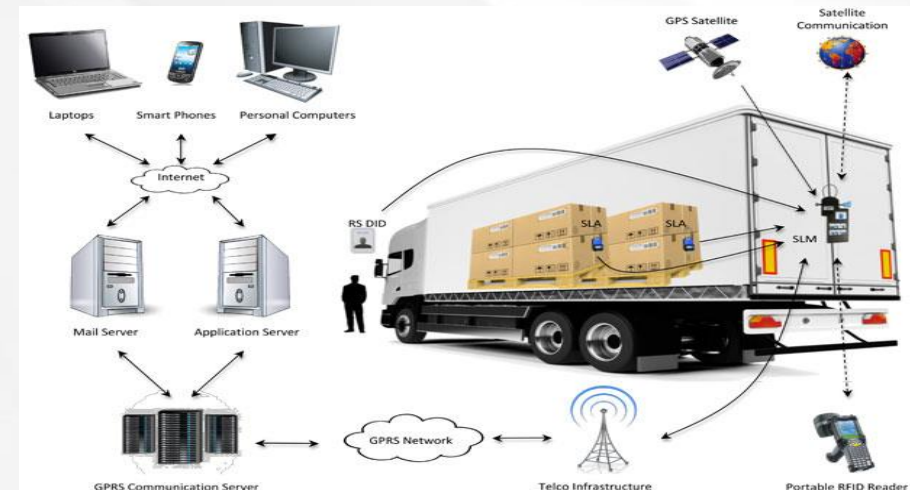 GPS Satellite
Satellite
Communication
Laptops
Smart Phones
Personal Computers
Internet
RS DID
SLA
SLA
SLM
Mail Server
Application Server
GPRS Network
GPRS Communication Server
Telco Infrastructure
Portable RFID Reader